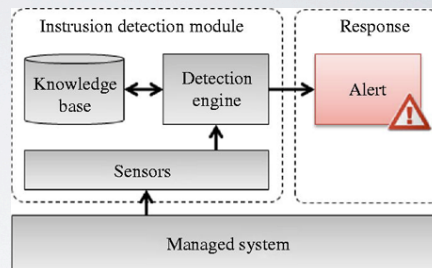 Instrusion detection module
Response
Knowledge
base
Detection
engine
Alert
Sensors
Managed system